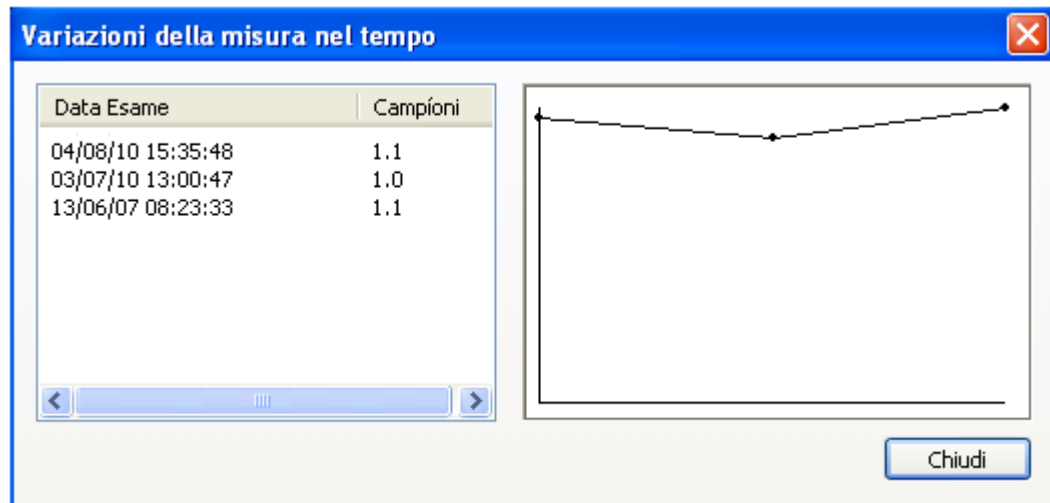 Variazioni della misura nel tempo
Data Esame Campíoni
04/08/10 15:35:48 1.1
03/07/10 13:00:47 1.0
13/06/07 08:23:33 1.1
Chiudi